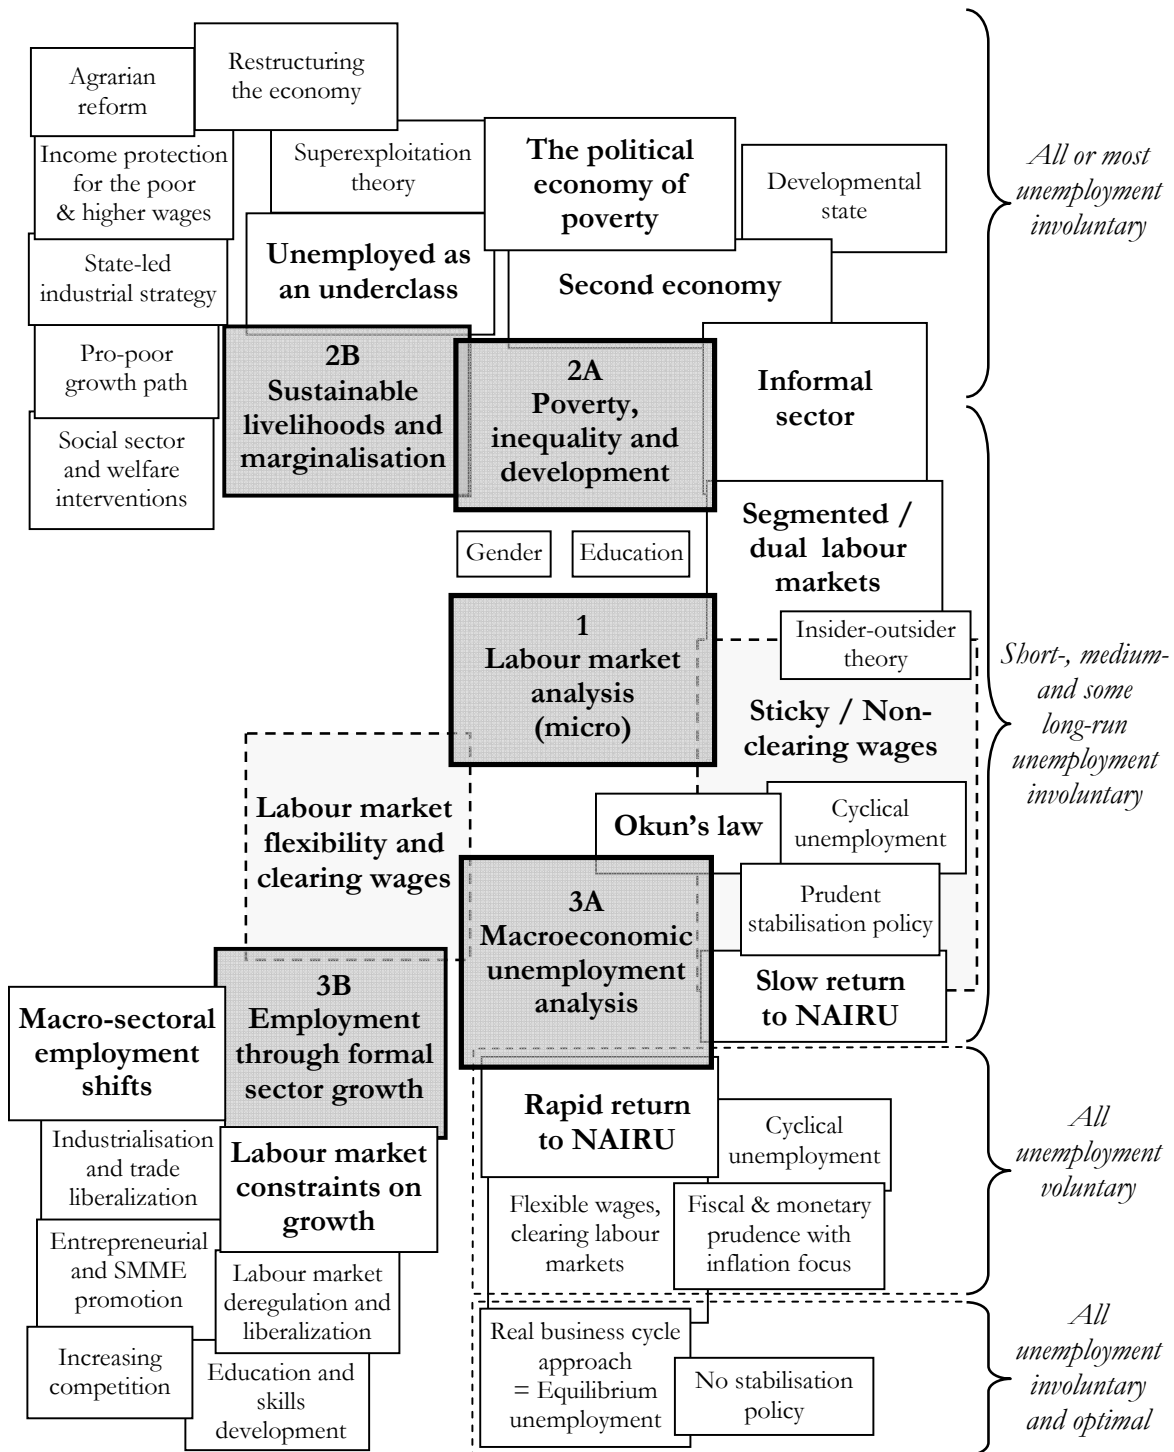 Agrarian
reform
Restructuring
the economy
Income protection
for the poor
& higher wages
Superexploitation
theory
The political
economy of
poverty
Developmental
state
All or most
unemployment
involuntary
State-led
industrial strategy
Unemployed as
an underclass
Second economy
Pro-poor
growth path
2B
Sustainable
livelihoods and
marginalisation
2A
Poverty,
inequality and
development
Informal
sector
Social sector
and welfare
interventions
Gender
Education
Segmented /
dual labour
markets
1
Labour market
analysis
(micro)
Insider-outsider
theory
Sticky / Non-
clearing wages
Short-, medium-
and some
long-run
unemployment
involuntary
Labour market
flexibility and
clearing wages
Okun's law
Cyclical
unemployment
3A
Macroeconomic
unemployment
analysis
Prudent
stabilisation policy
Slow return
to NAIRU
Macro-sectoral
employment
shifts
3B
Employment
through formal
sector growth
Rapid return
to NAIRU
Cyclical
unemployment
All
unemployment
voluntary
Industrialisation
and trade
liberalization
Labour market
constraints on
growth
Flexible wages,
clearing labour
markets
Fiscal & monetary
prudence with
inflation focus
Entrepreneurial
and SMME
promotion
Labour market
deregulation and
liberalization
Increasing
competition
Education and
skills
development
Real business cycle
approach
= Equilibrium
unemployment
No stabilisation
policy
All
unemployment
involuntary
and optimal